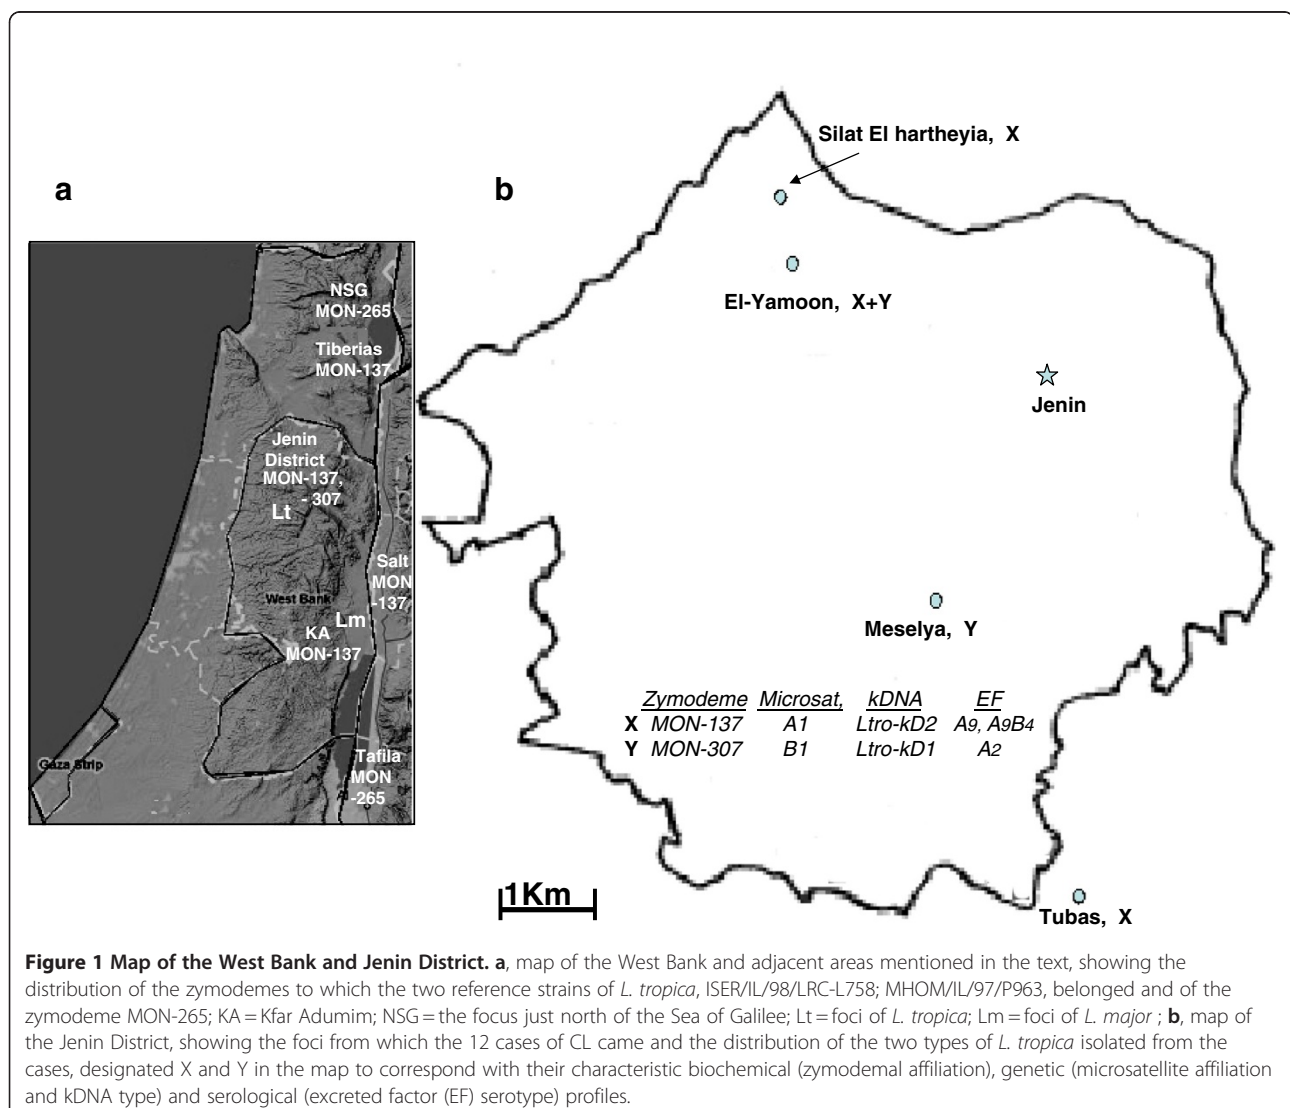 a
NSG
MON-265
Tiberias
MON-137
Jenin
District
MON-137,
- 307
Lt
Salt
MON
-137
West Bank
Lm
KA
MON-137
Tafila
MON
-265
Gaza Strip
b
Silat El hartheyia, X
El-Yamoon, X+Y
Jenin
Meselya, Y
Zymodeme Microsat, kDNA EF
X MON-137 A1 Ltro-kD2 A9, A9B4
Y MON-307 B1 Ltro-kD1 A2
1Km
Tubas, X
Figure 1 Map of the West Bank and Jenin District. a, map of the West Bank and adjacent areas mentioned in the text, showing the
distribution of the zymodemes to which the two reference strains of L. tropica, ISER/IL/98/LRC-L758; MHOM/IL/97/P963, belonged and of the
zymodeme MON-265; KA = Kfar Adumim; NSG = the focus just north of the Sea of Galilee; Lt = foci of L. tropica; Lm = foci of L. major ; b, map of
the Jenin District, showing the foci from which the 12 cases of CL came and the distribution of the two types of L. tropica isolated from the
cases, designated X and Y in the map to correspond with their characteristic biochemical (zymodemal affiliation), genetic (microsatellite affiliation
and kDNA type) and serological (excreted factor (EF) serotype) profiles.